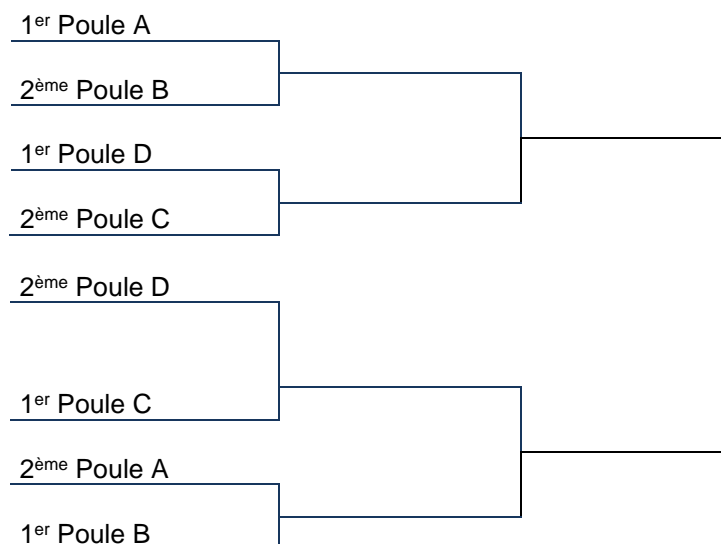 1er Poule A
2ème Poule B
1er Poule D
2ème Poule C
2ème Poule D
1er Poule C
2ème Poule A
1er Poule B